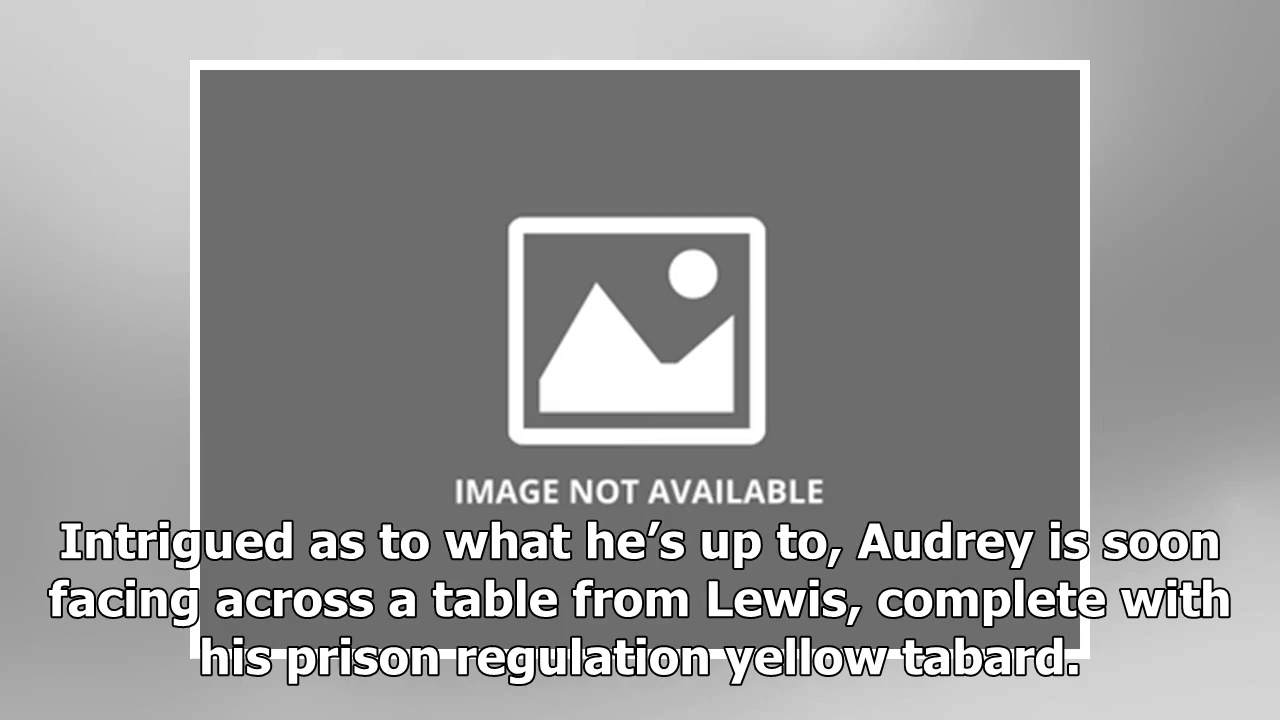 IMAGE NOT AVAILABLE
Intrigued as to what he’s up to, Audrey is soon
facing across a table from Lewis, complete with
his prison regulation yellow tabard.